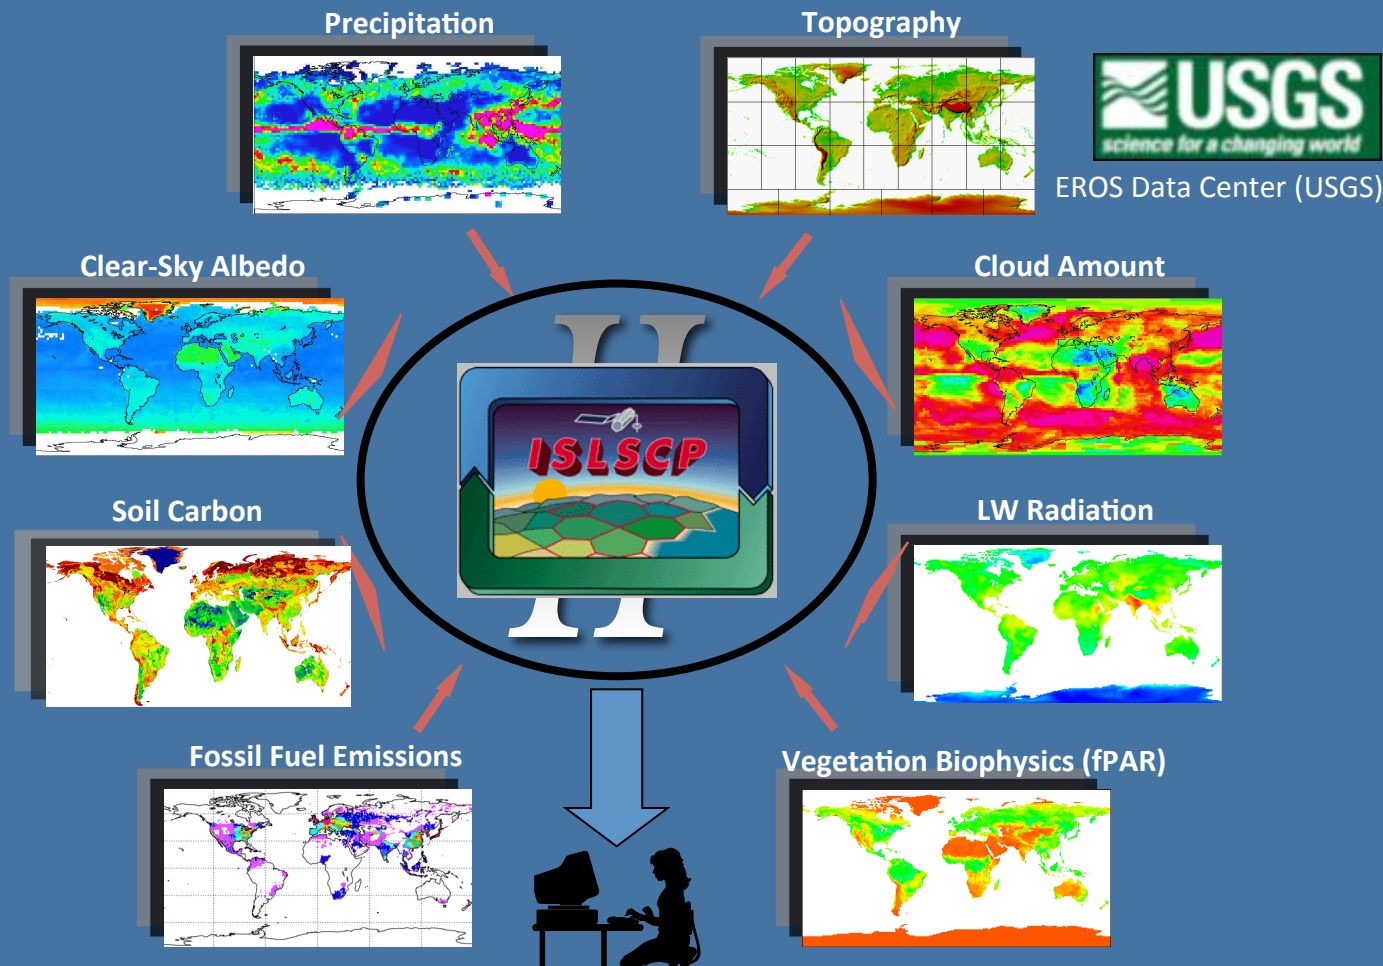 Precipitation
Topography
USGS
science for a changing world
EROS Data Center (USGS)
Clear-Sky Albedo
Cloud Amount
II
ISLSCP
Soil Carbon
LW Radiation
Fossil Fuel Emissions
Vegetation Biophysics (fPAR)